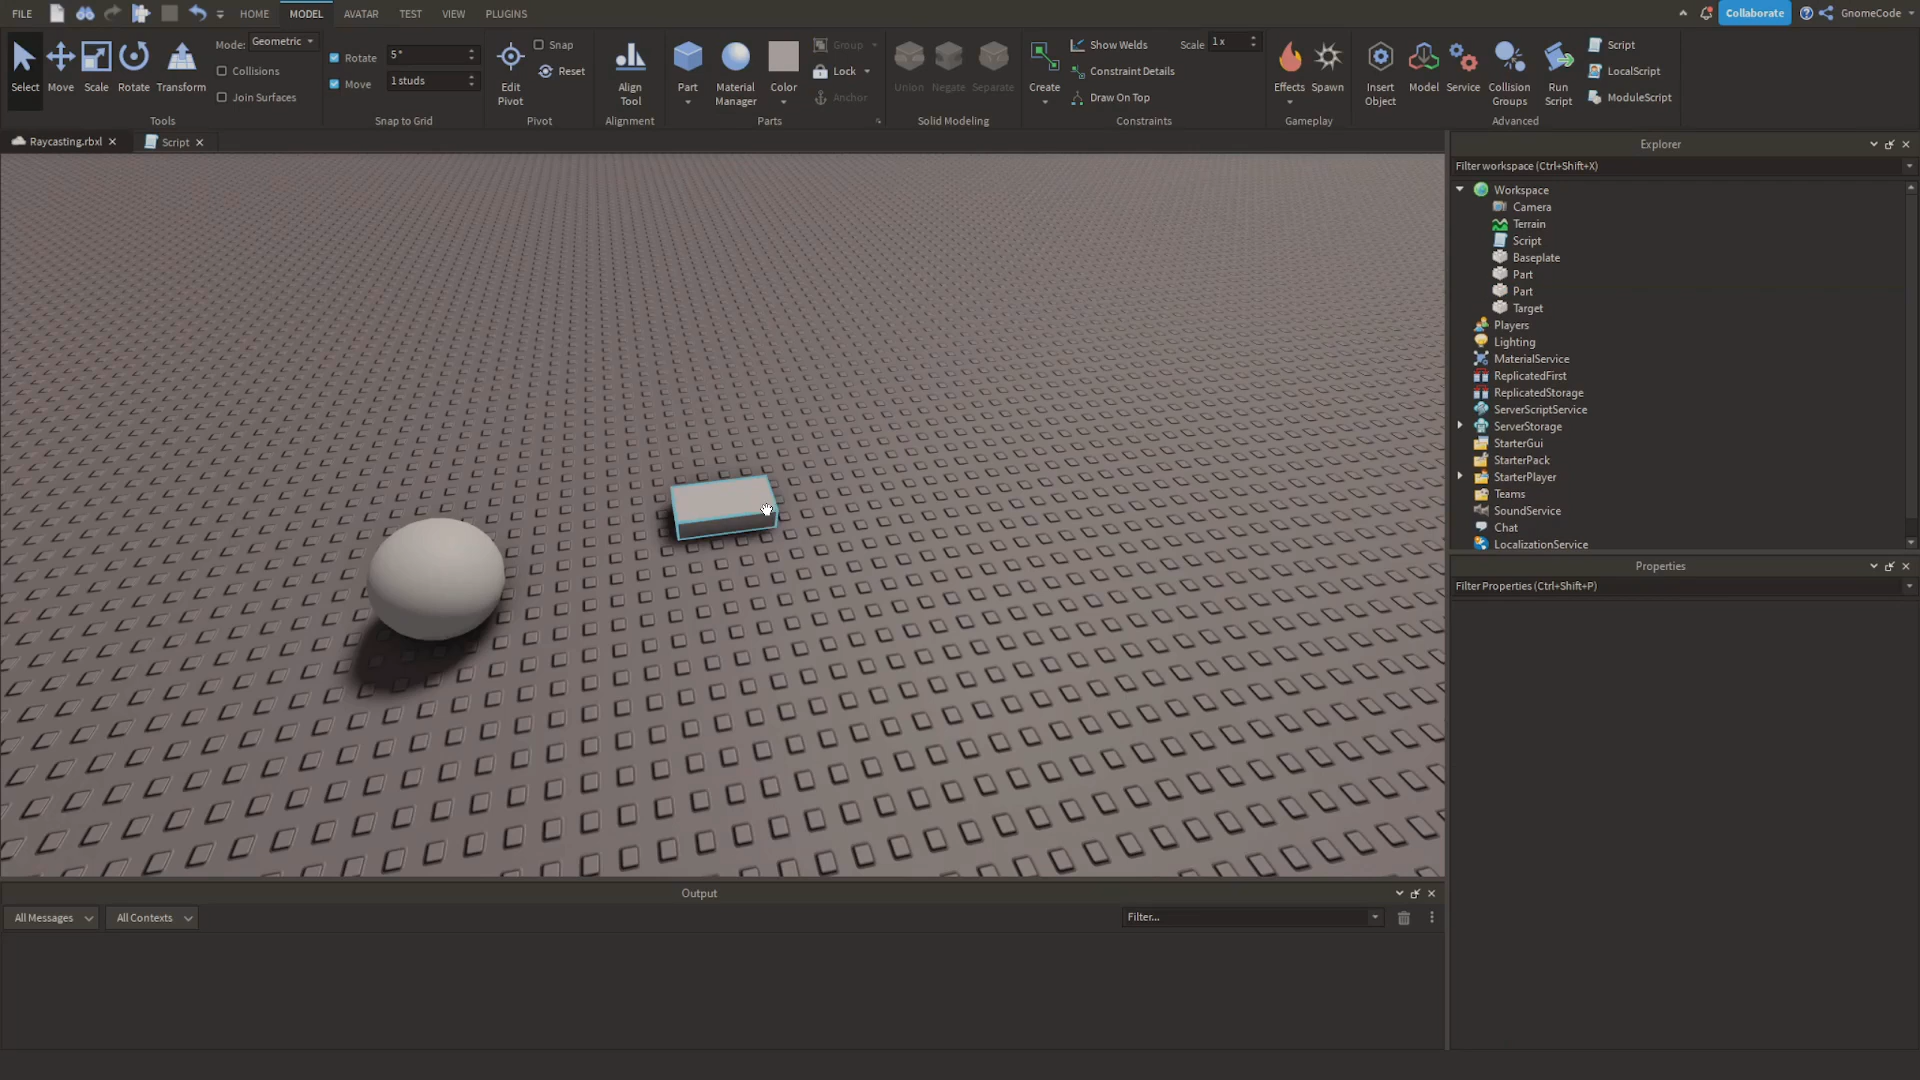 FILE HOME MODEL AVATAR TEST VIEW PLUGINS Collaborate GnomeCode
Select Move Scale Rotate Transform
Mode: Geometric
Collisions
Join Surfaces
Tools
Rotate 5°
Move 1 studs
Snap to Grid
Edit Pivot
Snap
Reset
Pivot
Align Tool
Alignment
Part
Material Manager
Color
Group
Lock
Anchor
Parts
Union Negate Separate
Solid Modeling
Create
Show Welds
Constraint Details
Draw On Top
Scale 1x
Constraints
Effects Spawn
Gameplay
Insert Object
Model
Service
Collision Groups
Run Script
Script
LocalScript
ModuleScript
Advanced
Raycasting.rbxl
Script
Explorer
Filter workspace (Ctrl+Shift+X)
Workspace
Camera
Terrain
Script
Baseplate
Part
Part
Target
Players
Lighting
MaterialService
ReplicatedFirst
ReplicatedStorage
ServerScriptService
ServerStorage
StarterGui
StarterPack
StarterPlayer
Teams
SoundService
Chat
LocalizationService
Properties
Filter Properties (Ctrl+Shift+P)
Output
All Messages All Contexts Filter...